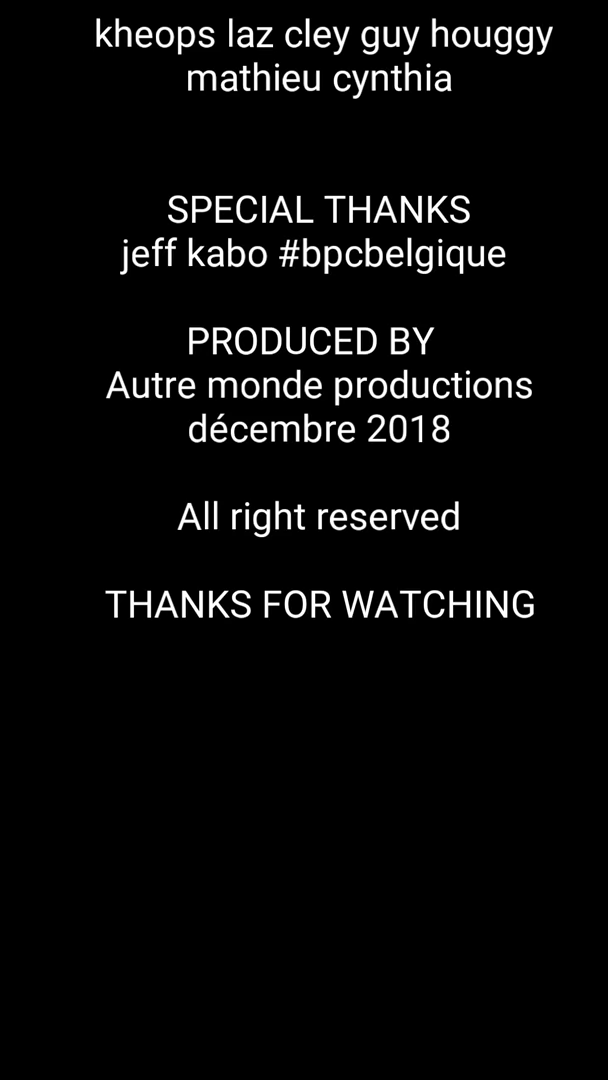 kheops laz cley guy houggy
mathieu cynthia
SPECIAL THANKS
jeff kabo #bpcbelgique
PRODUCED BY
Autre monde productions
décembre 2018
All right reserved
THANKS FOR WATCHING